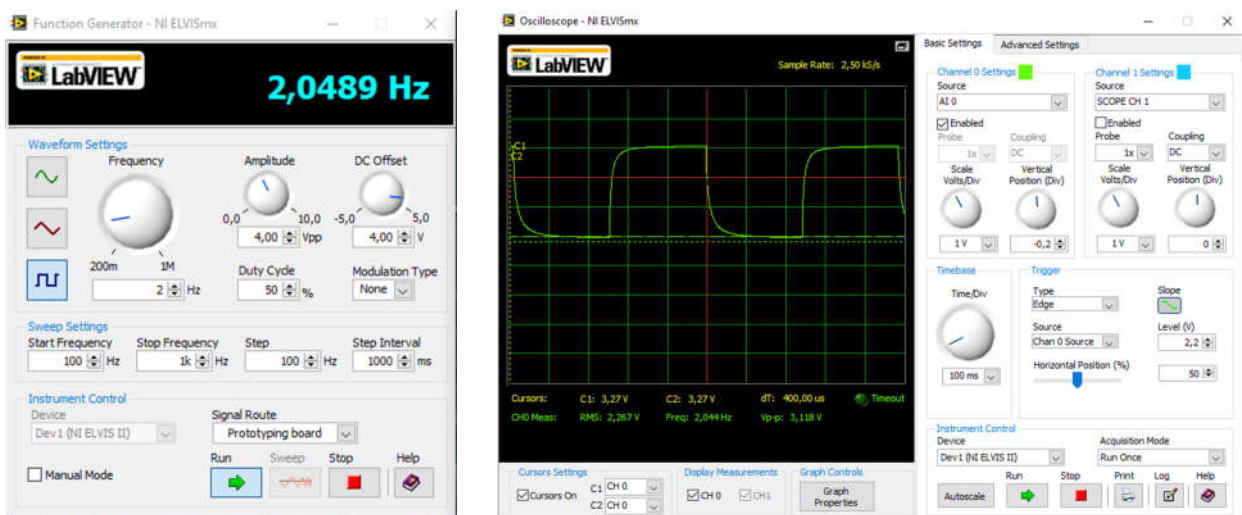 Function Generator - NI ELVISmx
POWERED BY
LabVIEW
2,0489 Hz
Waveform Settings
Frequency
200m 1M
2 Hz
Amplitude
0,0 10,0
4,00 Vpp
DC Offset
-5,0 5,0
4,00 V
Duty Cycle
50 %
Modulation Type
None
Sweep Settings
Start Frequency Stop Frequency Step Step Interval
100 Hz 1k Hz 100 Hz 1000 ms
Instrument Control
Device
Dev1 (NI ELVIS II)
Signal Route
Prototyping board
Manual Mode
Run Sweep Stop Help
Oscilloscope - NI ELVISmx
LabVIEW
Sample Rate: 2,50 kS/s
C1
C2
Cursors: C1: 3,27 V C2: 3,27 V dT: 400,00 us Timeout
CH0 Meas: RMS: 2,267 V Freq: 2,044 Hz Vp-p: 3,118 V
Cursors Settings
Cursors On
C1 CH 0
C2 CH 0
Display Measurements
CH 0 CH1
Graph Controls
Graph
Properties
Basic Settings Advanced Settings
Channel 0 Settings
Source
AI 0
Enabled
Probe Coupling
1x DC
Scale Vertical
Volts/Div Position (Div)
1 V -0,2
Channel 1 Settings
Source
SCOPE CH 1
Enabled
Probe Coupling
1x DC
Scale Vertical
Volts/Div Position (Div)
1 V 0
Timebase
Time/Div
100 ms
Trigger
Type Slope
Edge
Source Level (V)
Chan 0 Source 2,2
Horizontal Position (%)
50
Instrument Control
Device Acquisition Mode
Dev1 (NI ELVIS II) Run Once
Run Stop Print Log Help
Autoscale